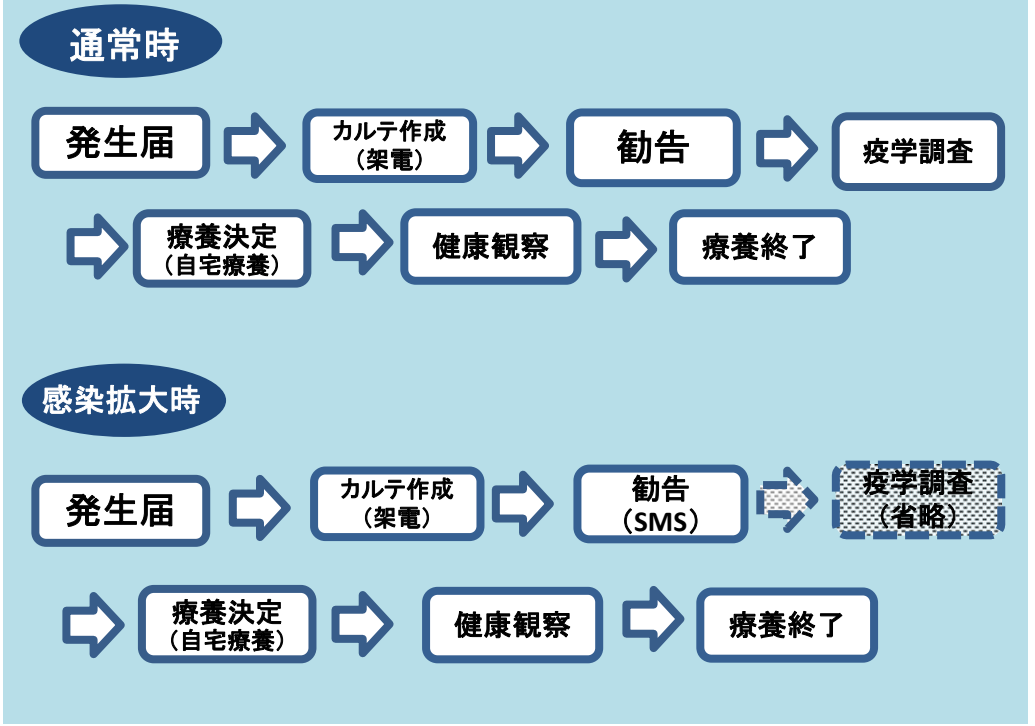 通常時
発生届
カルテ作成
（架電）
勧告
疫学調査
療養決定
（自宅療養）
健康観察
療養終了
感染拡大時
発生届
カルテ作成
（架電）
勧告
（SMS）
疫学調査
（省略）
療養決定
（自宅療養）
健康観察
療養終了